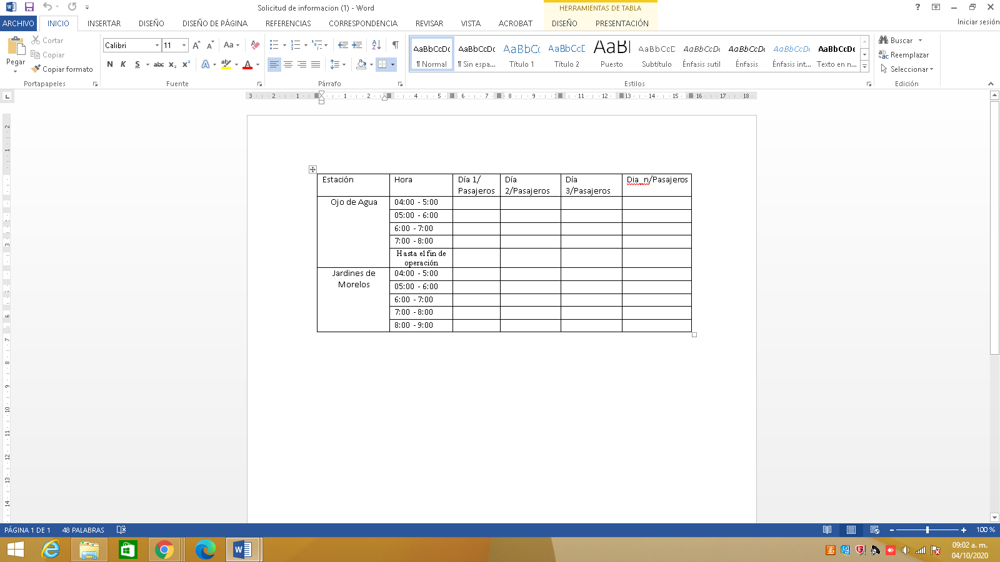 Solicitud de informacion (1) - Word
HERRAMIENTAS DE TABLA
?
ARCHIVO INICIO INSERTAR DISEÑO DISEÑO DE PÁGINA REFERENCIAS CORRESPONDENCIA REVISAR VISTA ACROBAT DISEÑO PRESENTACIÓN Iniciar sesión
Pegar
Cortar
Copiar
Copiar formato
Portapapeles
Calibri 11
N K S abc x₂ x²
Fuente
Párrafo
AaBbCcDc AaBbCcDc AaBbCc AaBbCcE AaBl AaBbCcD AaBbCcDc AaBbCcDc AaBbCcDc AaBbCcDc
¶ Normal ¶ Sin espa... Título 1 Título 2 Puesto Subtítulo Énfasis sutil Énfasis Énfasis int... Texto en n...
Estilos
Buscar
Reemplazar
Seleccionar
Edición
3 2 1 1 2 4 5 6 7 8 9 11 12 13 14 15 16 17 18
Estación Hora Día 1/ Pasajeros Día 2/Pasajeros Día 3/Pasajeros Dia_n/Pasajeros
Ojo de Agua 04:00 - 5:00
05:00 - 6:00
6:00 - 7:00
7:00 - 8:00
Hasta el fin de
operación
Jardines de Morelos 04:00 - 5:00
05:00 - 6:00
6:00 - 7:00
7:00 - 8:00
8:00 - 9:00
PÁGINA 1 DE 1 48 PALABRAS 100 %
09:02 a. m.
04/10/2020